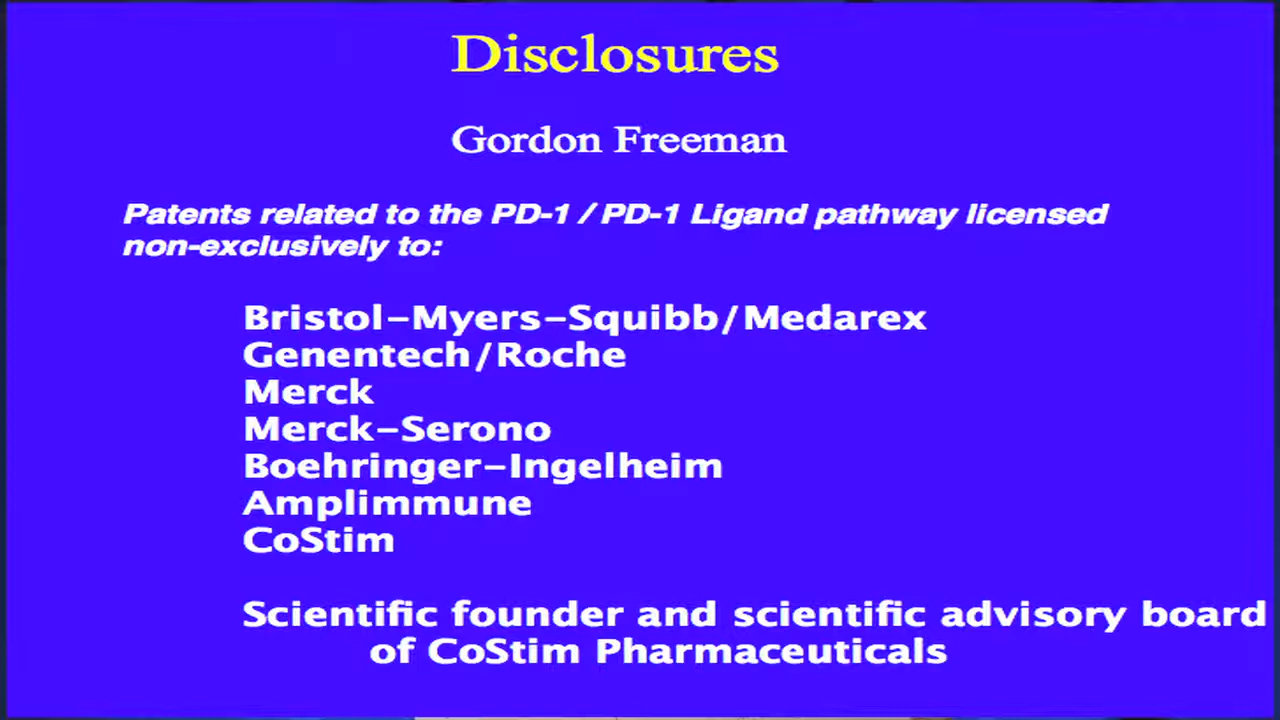 Disclosures
Gordon Freeman
Patents related to the PD-1 / PD-1 Ligand pathway licensed
non-exclusively to:
Bristol-Myers-Squibb/Medarex
Genentech/Roche
Merck
Merck-Serono
Boehringer-Ingelheim
Amplimmune
CoStim
Scientific founder and scientific advisory board
of CoStim Pharmaceuticals